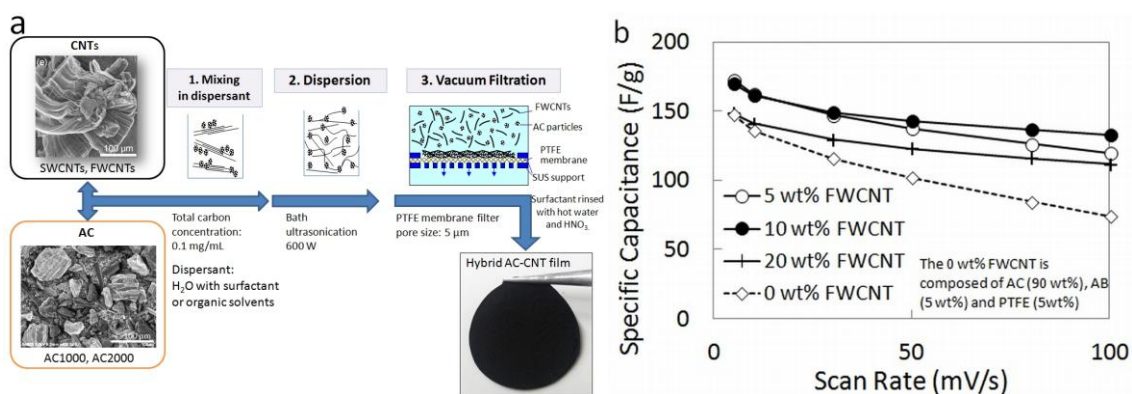 a
CNTs
(e)
100 μm
SWCNTs, FWCNTs
1. Mixing
in dispersant
2. Dispersion
3. Vacuum Filtration
FWCNTs
AC particles
PTFE
membrane
SUS support
Surfactant rinsed
with hot water
and HNO3.
Total carbon
concentration:
0.1 mg/mL
Dispersant:
H2O with surfactant
or organic solvents
Bath
ultrasonication
600 W
PTFE membrane filter
pore size: 5 μm
AC
100 μm
AC1000, AC2000
Hybrid AC-CNT film
b
Specific Capacitance (F/g)
200
150
100
50
0
5 wt% FWCNT
10 wt% FWCNT
20 wt% FWCNT
0 wt% FWCNT
The 0 wt% FWCNT is
composed of AC (90 wt%), AB
(5 wt%) and PTFE (5wt%)
0
50
100
Scan Rate (mV/s)